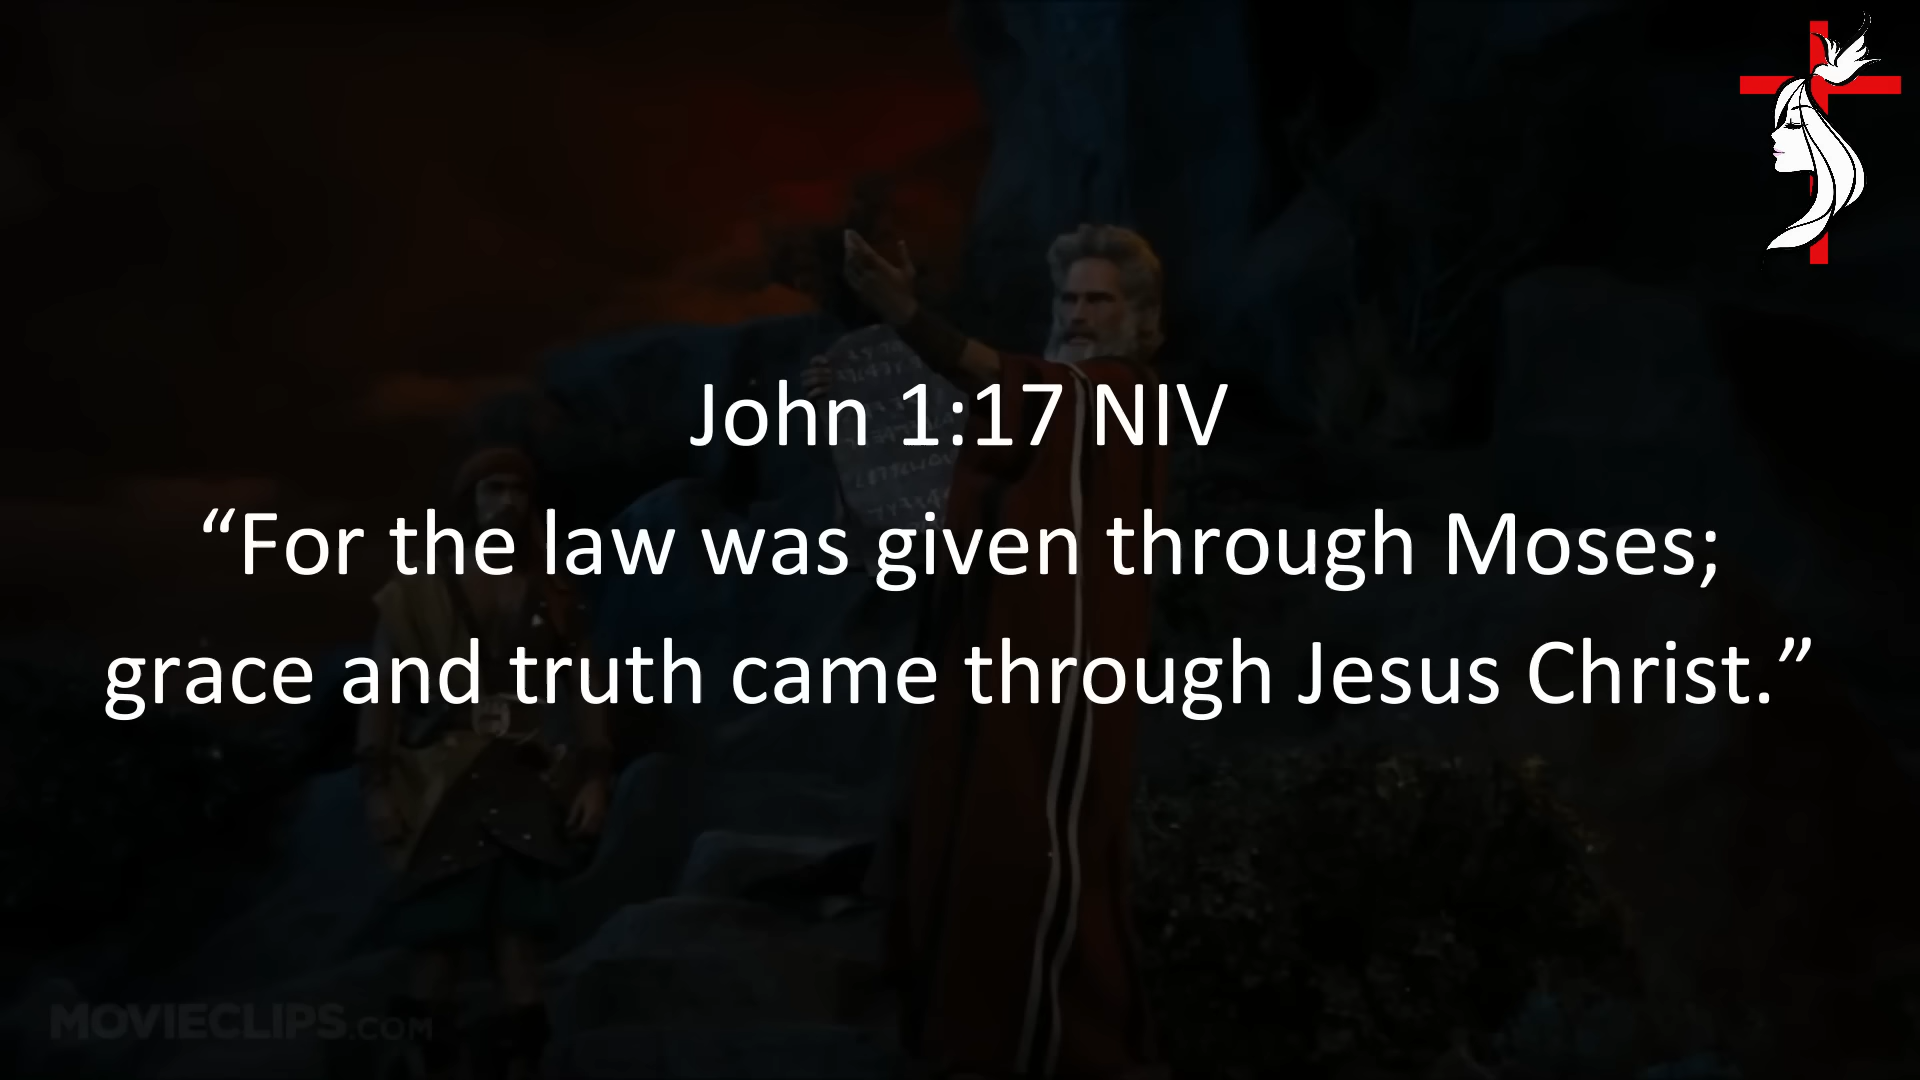 John 1:17 NIV
“For the law was given through Moses;
grace and truth came through Jesus Christ.”
MOVIECLIPS.COM